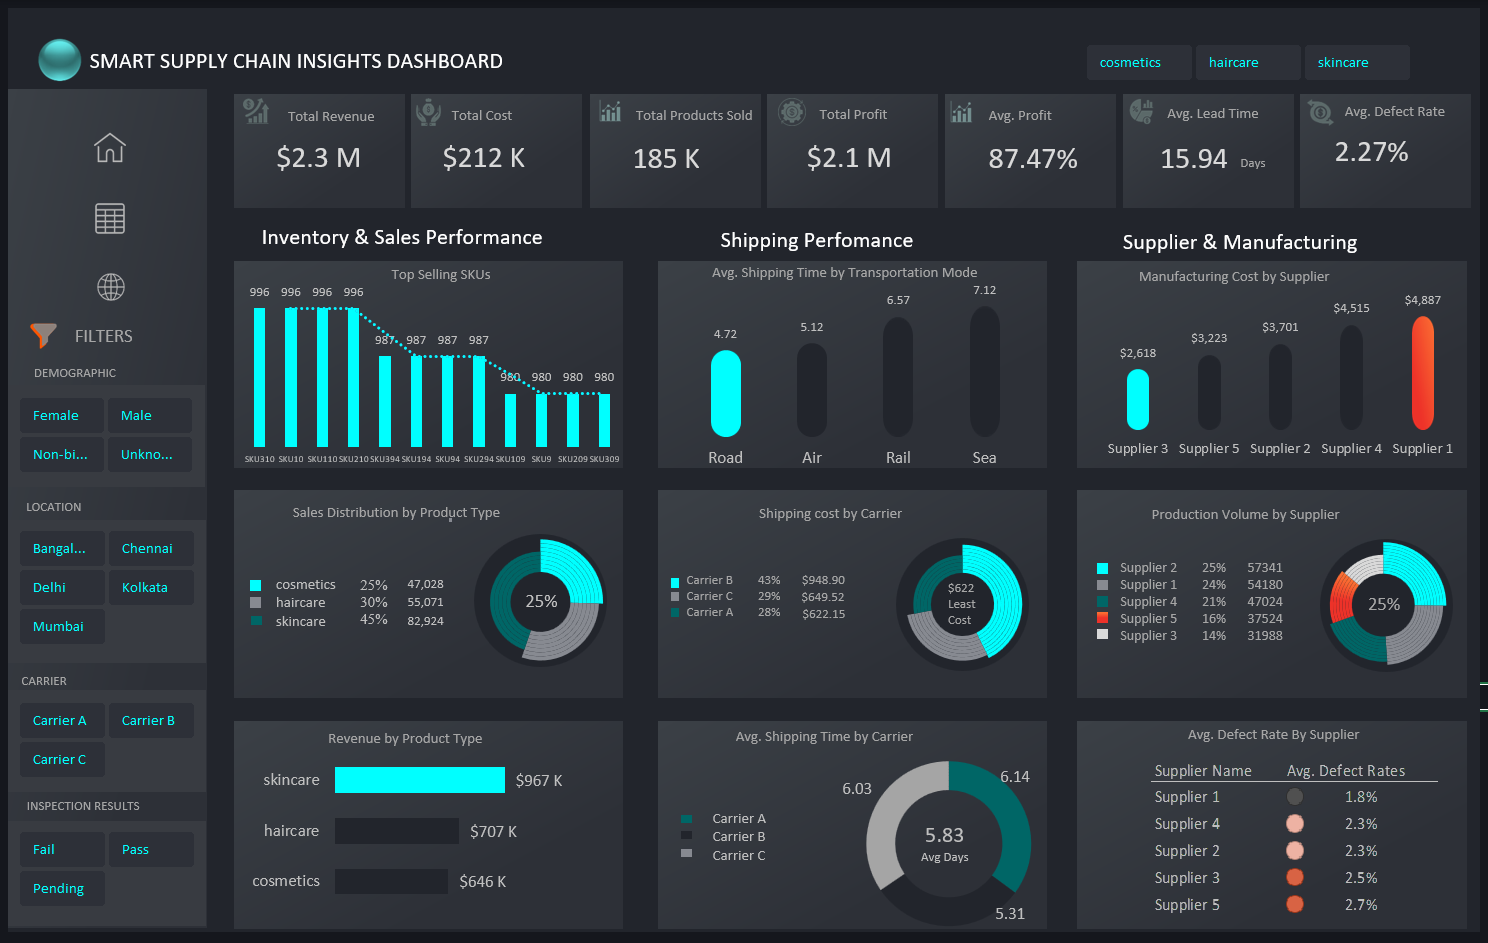 SMART SUPPLY CHAIN INSIGHTS DASHBOARD
cosmetics
haircare
skincare
FILTERS
DEMOGRAPHIC
Female
Male
Non-bi...
Unkno...
LOCATION
Bangal...
Chennai
Delhi
Kolkata
Mumbai
CARRIER
Carrier A
Carrier B
Carrier C
INSPECTION RESULTS
Fail
Pass
Pending
Total Revenue
$2.3 M
Total Cost
$212 K
Total Products Sold
185 K
Total Profit
$2.1 M
Avg. Profit
87.47%
Avg. Lead Time
15.94 Days
Avg. Defect Rate
2.27%
Inventory & Sales Performance
Top Selling SKUs
996 996 996 996 987 987 987 987 980 980 980 980
SKU310 SKU10 SKU110 SKU210 SKU394 SKU194 SKU94 SKU294 SKU109 SKU9 SKU209 SKU309
Sales Distribution by Product Type
cosmetics 25% 47,028
haircare 30% 55,071
skincare 45% 82,924
25%
Revenue by Product Type
skincare $967 K
haircare $707 K
cosmetics $646 K
Shipping Perfomance
Avg. Shipping Time by Transportation Mode
4.72 5.12 6.57 7.12
Road Air Rail Sea
Shipping cost by Carrier
Carrier B 43% $948.90
Carrier C 29% $649.52
Carrier A 28% $622.15
$622
Least
Cost
Avg. Shipping Time by Carrier
Carrier A
Carrier B
Carrier C
6.03
6.14
5.83
Avg Days
5.31
Supplier & Manufacturing
Manufacturing Cost by Supplier
$2,618 $3,223 $3,701 $4,515 $4,887
Supplier 3 Supplier 5 Supplier 2 Supplier 4 Supplier 1
Production Volume by Supplier
Supplier 2 25% 57341
Supplier 1 24% 54180
Supplier 4 21% 47024
Supplier 5 16% 37524
Supplier 3 14% 31988
25%
Avg. Defect Rate By Supplier
Supplier Name Avg. Defect Rates
Supplier 1 1.8%
Supplier 4 2.3%
Supplier 2 2.3%
Supplier 3 2.5%
Supplier 5 2.7%